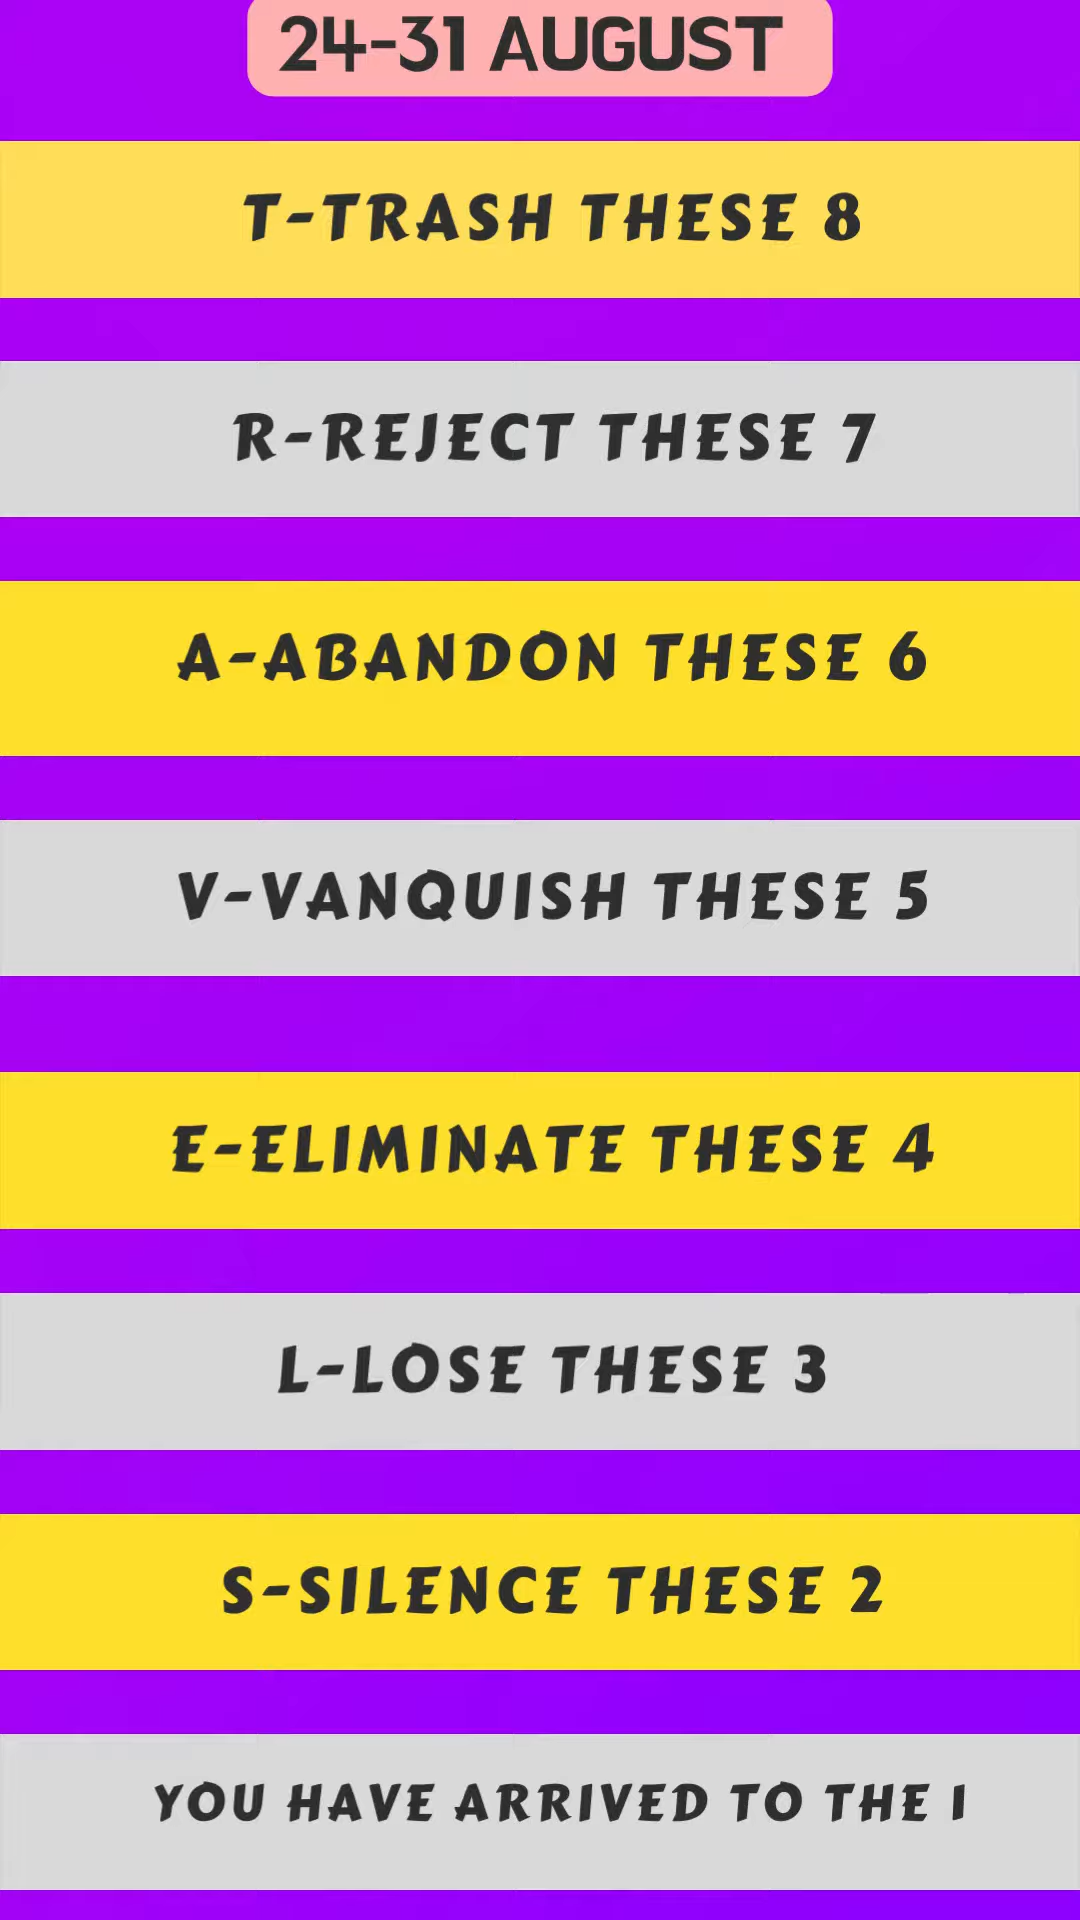 24-31 AUGUST
T-TRASH THESE 8
R-REJECT THESE 7
A-ABANDON THESE 6
V-VANQUISH THESE 5
E-ELIMINATE THESE 4
L-LOSE THESE 3
S-SILENCE THESE 2
YOU HAVE ARRIVED TO THE 1